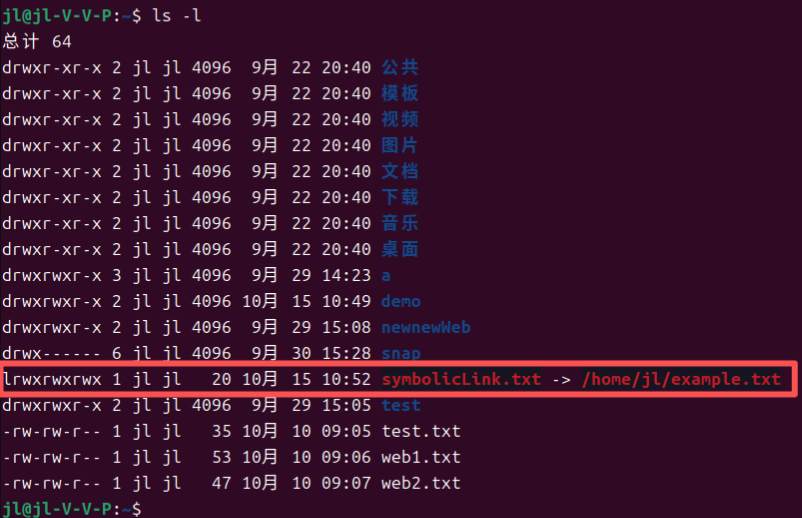 jl@jl-V-V-P:~$ ls -l
总计 64
drwxr-xr-x 2 jl jl 4096  9月  22 20:40 公共
drwxr-xr-x 2 jl jl 4096  9月  22 20:40 模板
drwxr-xr-x 2 jl jl 4096  9月  22 20:40 视频
drwxr-xr-x 2 jl jl 4096  9月  22 20:40 图片
drwxr-xr-x 2 jl jl 4096  9月  22 20:40 文档
drwxr-xr-x 2 jl jl 4096  9月  22 20:40 下载
drwxr-xr-x 2 jl jl 4096  9月  22 20:40 音乐
drwxr-xr-x 2 jl jl 4096  9月  22 20:40 桌面
drwxrwxr-x 3 jl jl 4096  9月  29 14:23 a
drwxrwxr-x 2 jl jl 4096 10月  15 10:49 demo
drwxrwxr-x 2 jl jl 4096  9月  29 15:08 newnewWeb
drwx------ 6 jl jl 4096  9月  30 15:28 snap
lrwxrwxrwx 1 jl jl   20 10月  15 10:52 symbolicLink.txt -> /home/jl/example.txt
drwxrwxr-x 2 jl jl 4096  9月  29 15:05 test
-rw-rw-r-- 1 jl jl   35 10月  10 09:05 test.txt
-rw-rw-r-- 1 jl jl   53 10月  10 09:06 web1.txt
-rw-rw-r-- 1 jl jl   47 10月  10 09:07 web2.txt
jl@jl-V-V-P:~$